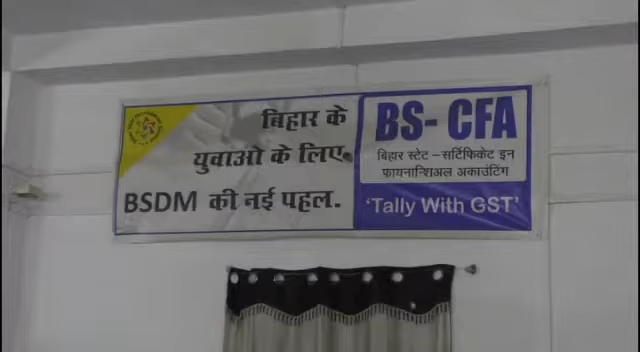 बिहार के
युवाओ के लिए
BSDM की नई पहल.
BS- CFA
बिहार स्टेट – सर्टिफिकेट इन
फायनान्शिअल अकाउंटिंग
‘Tally With GST’